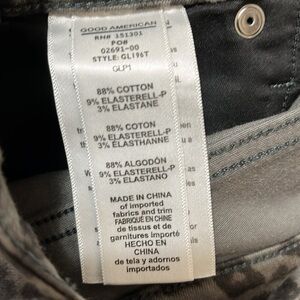 GOOD AMERICAN
RN# 151301
PO#
02691-00
STYLE: GLI96T
GLP1
88% COTTON
9% ELASTERELL-P
3% ELASTANE
88% COTON
9% ELASTERELL-P
3% ELASTHANNE
88% ALGODÓN
9% ELASTERELL-P
3% ELASTANO
MADE IN CHINA
of imported
fabrics and trim
FABRIQUÉ EN CHINE
de tissus et de
garnitures importés
HECHO EN
CHINA
de tela y adornos
importados